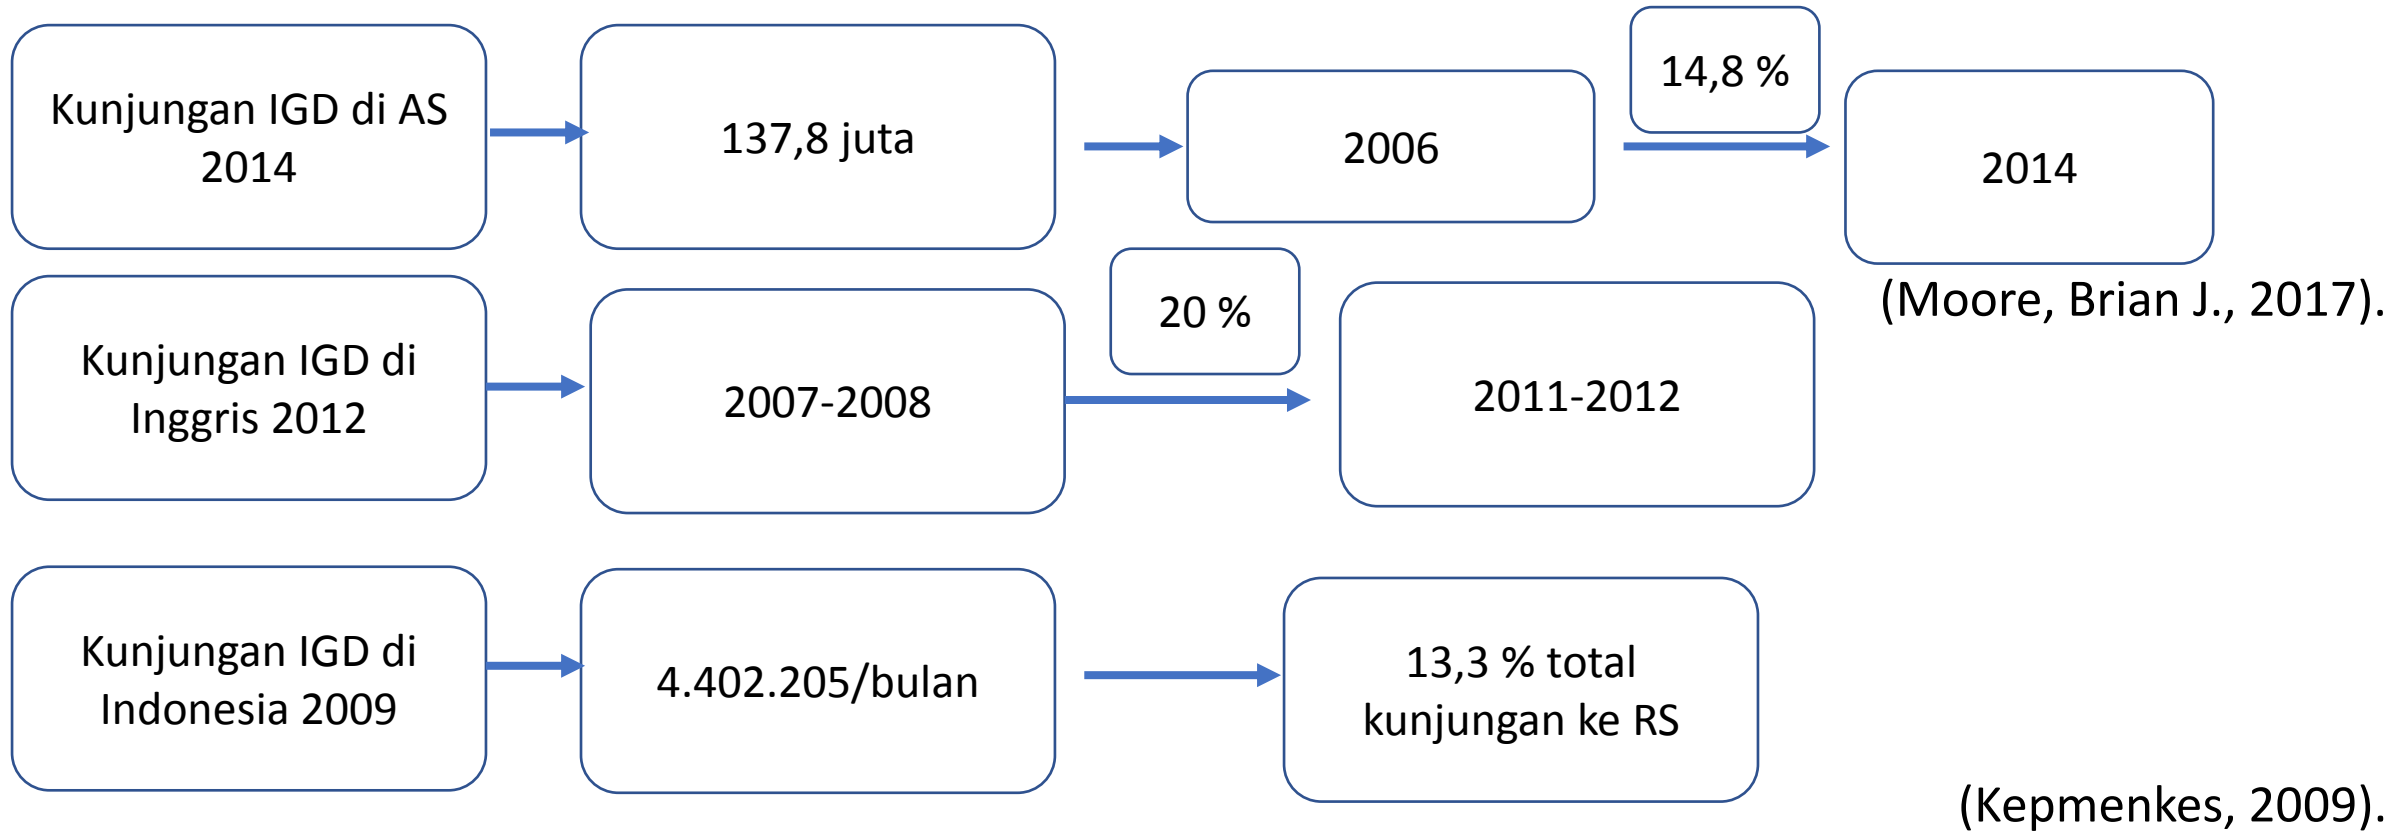 Kunjungan IGD di AS
2014
137,8 juta
2006
14,8 %
2014
(Moore, Brian J., 2017).
Kunjungan IGD di
Inggris 2012
2007-2008
20 %
2011-2012
Kunjungan IGD di
Indonesia 2009
4.402.205/bulan
13,3 % total
kunjungan ke RS
(Kepmenkes, 2009).